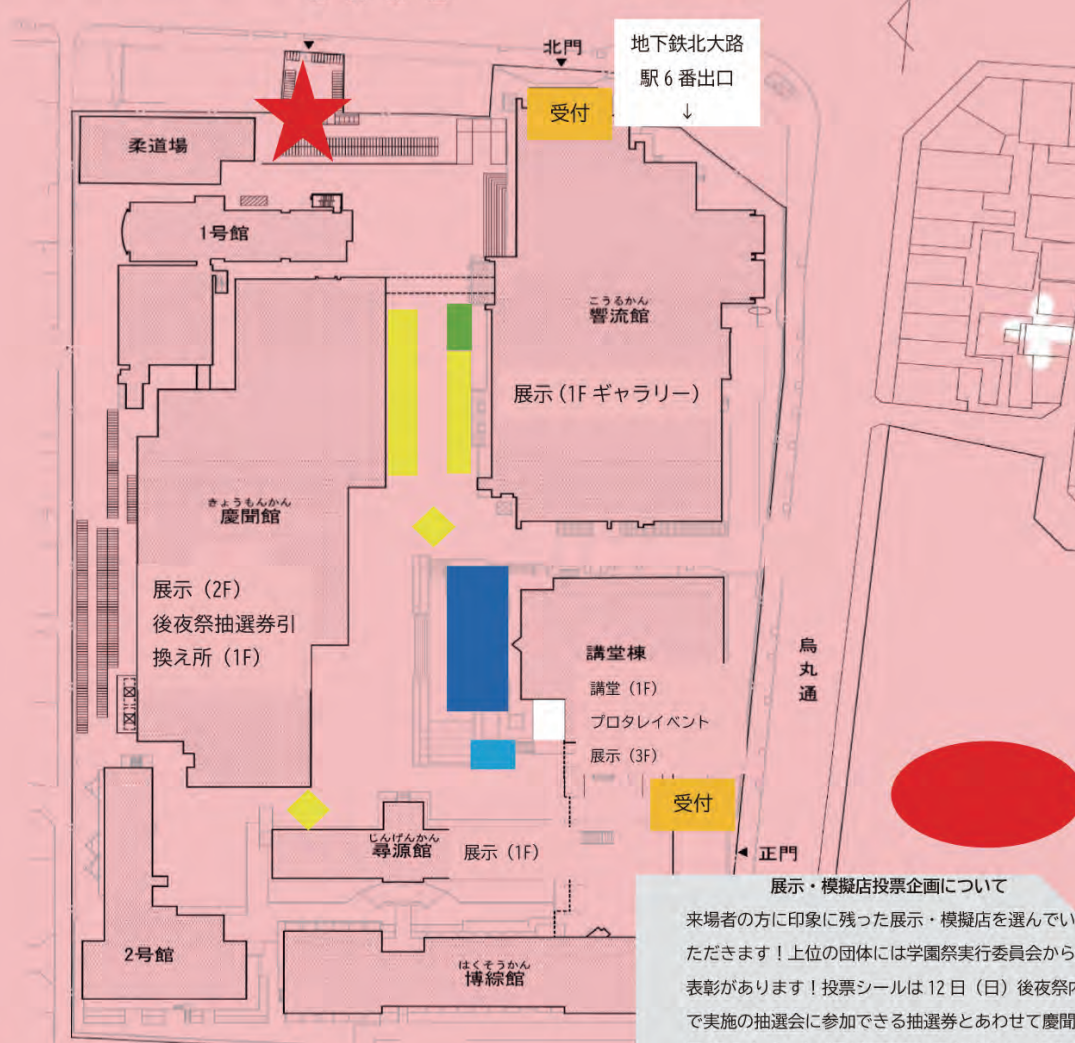 北門
地下鉄北大路
駅6番出口
↓
受付
柔道場
1号館
こうるかん
響流館
展示(1Fギャラリー)
きょうもんかん
慶聞館
展示(2F)
後夜祭抽選券引
換え所(1F)
講堂棟
講堂(1F)
プロタレイベント
展示(3F)
烏丸通
受付
正門
じんげんかん
尋源館
展示(1F)
2号館
はくそうかん
博綜館
展示・模擬店投票企画について
来場者の方に印象に残った展示・模擬店を選んでい
ただきます！上位の団体には学園祭実行委員会から
表彰があります！投票シールは12日(日)後夜祭内
で実施の抽選会に参加できる抽選券とあわせて慶聞